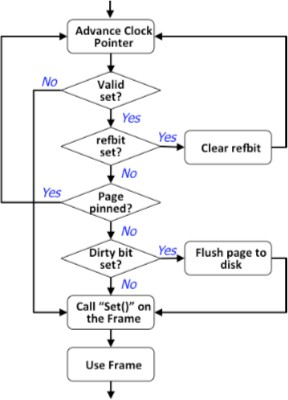 Advance Clock
Pointer
No
Valid
set?
Yes
refbit
set?
Yes
Clear refbit
No
Yes
Page
pinned?
No
Dirty bit
set?
Yes
Flush page to
disk
No
Call "Set()" on
the Frame
Use Frame